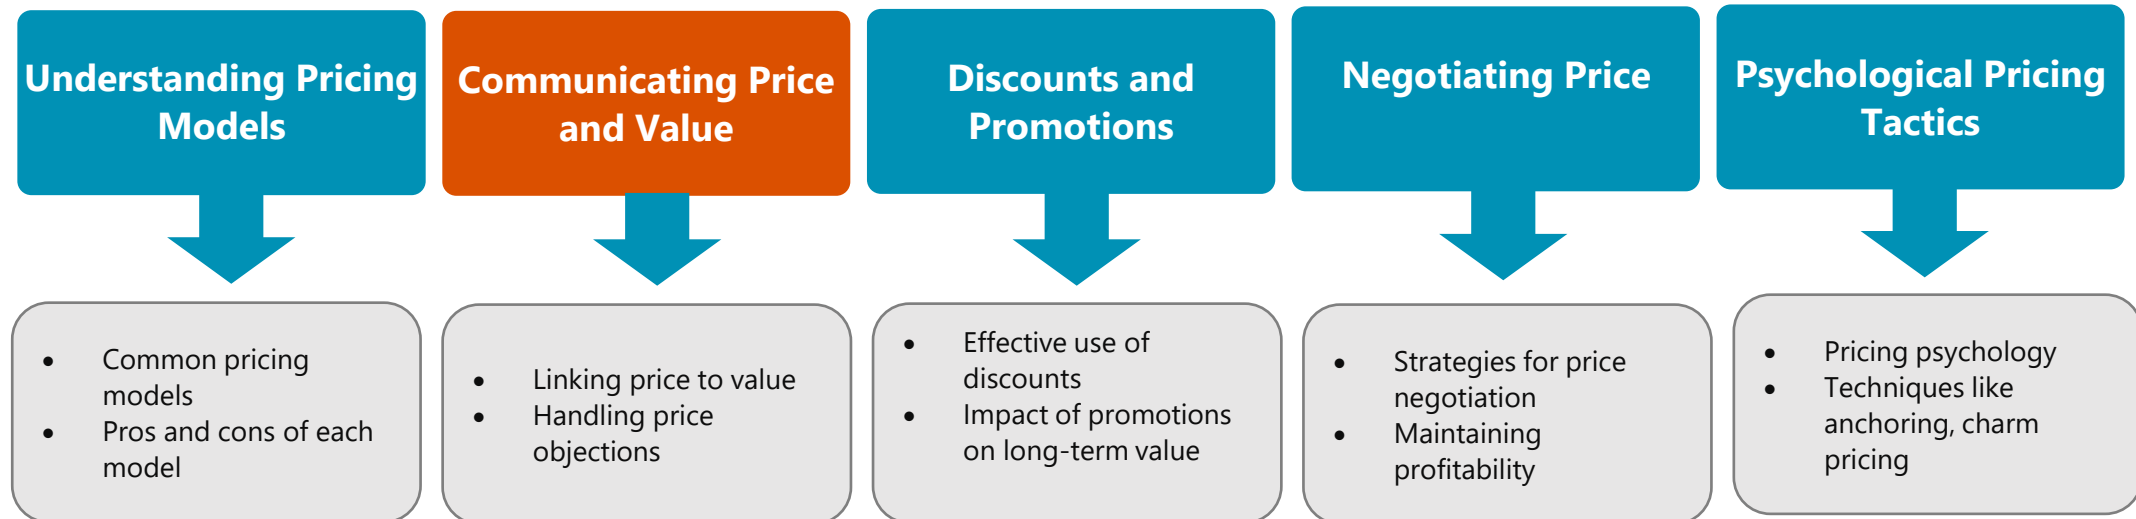 Understanding Pricing
Models
Communicating Price
and Value
Discounts and
Promotions
Negotiating Price
Psychological Pricing
Tactics
• Common pricing
models
• Pros and cons of each
model
• Linking price to value
• Handling price
objections
• Effective use of
discounts
• Impact of promotions
on long-term value
• Strategies for price
negotiation
• Maintaining
profitability
• Pricing psychology
• Techniques like
anchoring, charm
pricing